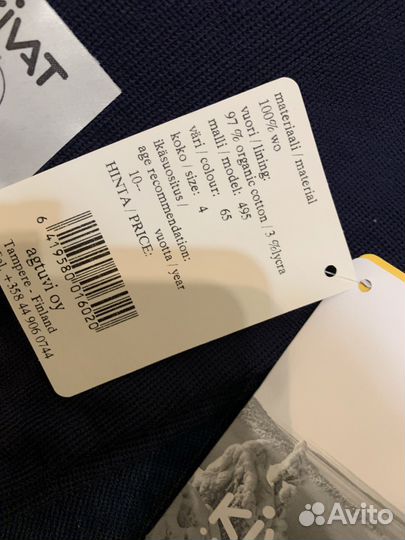 KIVAT
materiaali / material
100% wo
vuori / lining:
97 % organic cotton / 3 %lycra
malli / model: 495
väri / colour: 65
koko / size: 4
ikäsuositus / vuotta / year
age recommendation:
10-
HINTA / PRICE:
6 419580 016020
agtuvi oy
Tampere - Finland
+ 358 44 906 0744
Avito